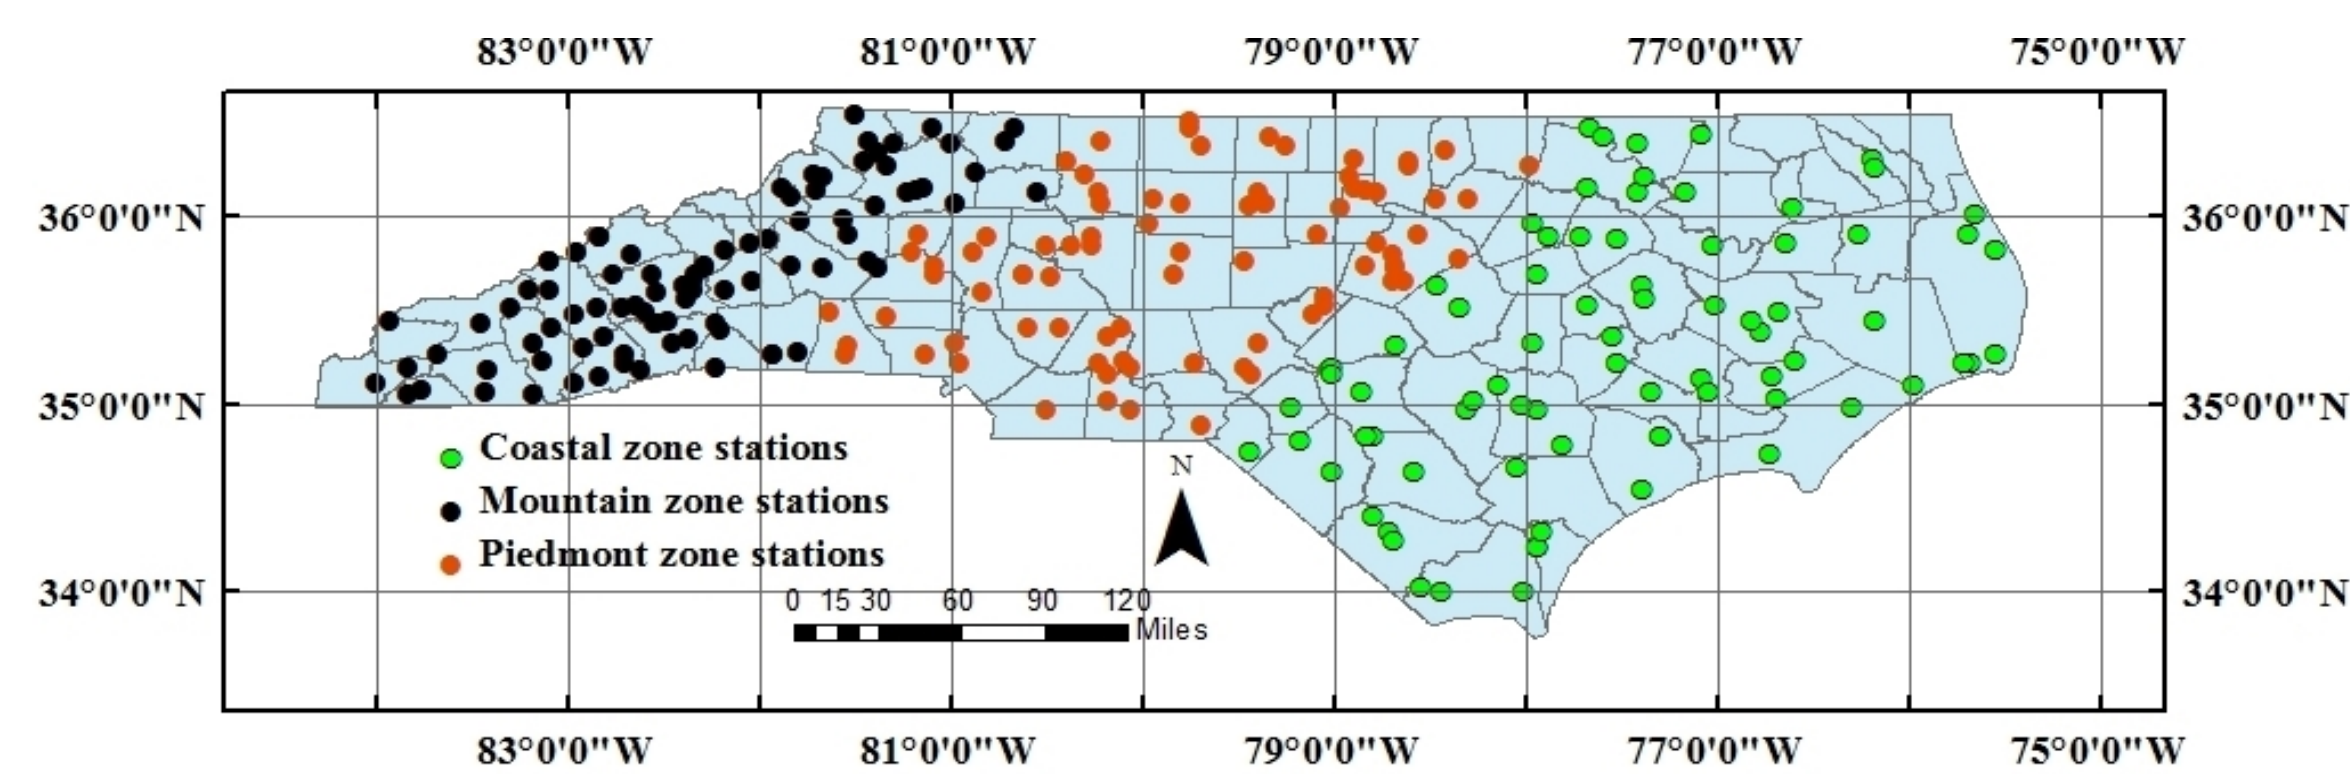 83°0'0"W 81°0'0"W 79°0'0"W 77°0'0"W 75°0'0"W
36°0'0"N 36°0'0"N
35°0'0"N 35°0'0"N
Coastal zone stations
N
Mountain zone stations
Piedmont zone stations
34°0'0"N 34°0'0"N
0 15 30 60 90 120
Miles
83°0'0"W 81°0'0"W 79°0'0"W 77°0'0"W 75°0'0"W